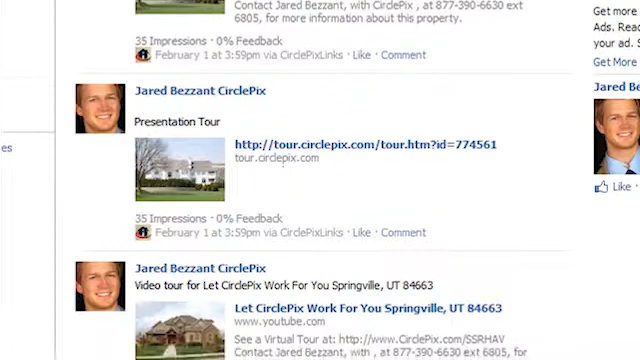 Contact Jared Bezzant, with CirclePix , at 877-390-6630 ext
6805, for more information about this property.
35 Impressions · 0% Feedback
February 1 at 3:59pm via CirclePixLinks · Like · Comment
Jared Bezzant CirclePix
Presentation Tour
http://tour.circlepix.com/tour.htm?id=774561
tour.circlepix.com
35 Impressions · 0% Feedback
February 1 at 3:59pm via CirclePixLinks · Like · Comment
Jared Bezzant CirclePix
Video tour for Let CirclePix Work For You Springville, UT 84663
Let CirclePix Work For You Springville, UT 84663
www.youtube.com
See a Virtual Tour at: http://www.CirclePix.com/SSRHAV
Contact Jared Bezzant, with , at 877-390-6630 ext 6805, for
es
Get more
Ads. Read
your ad. S
Get More
Jared Be
Like ·